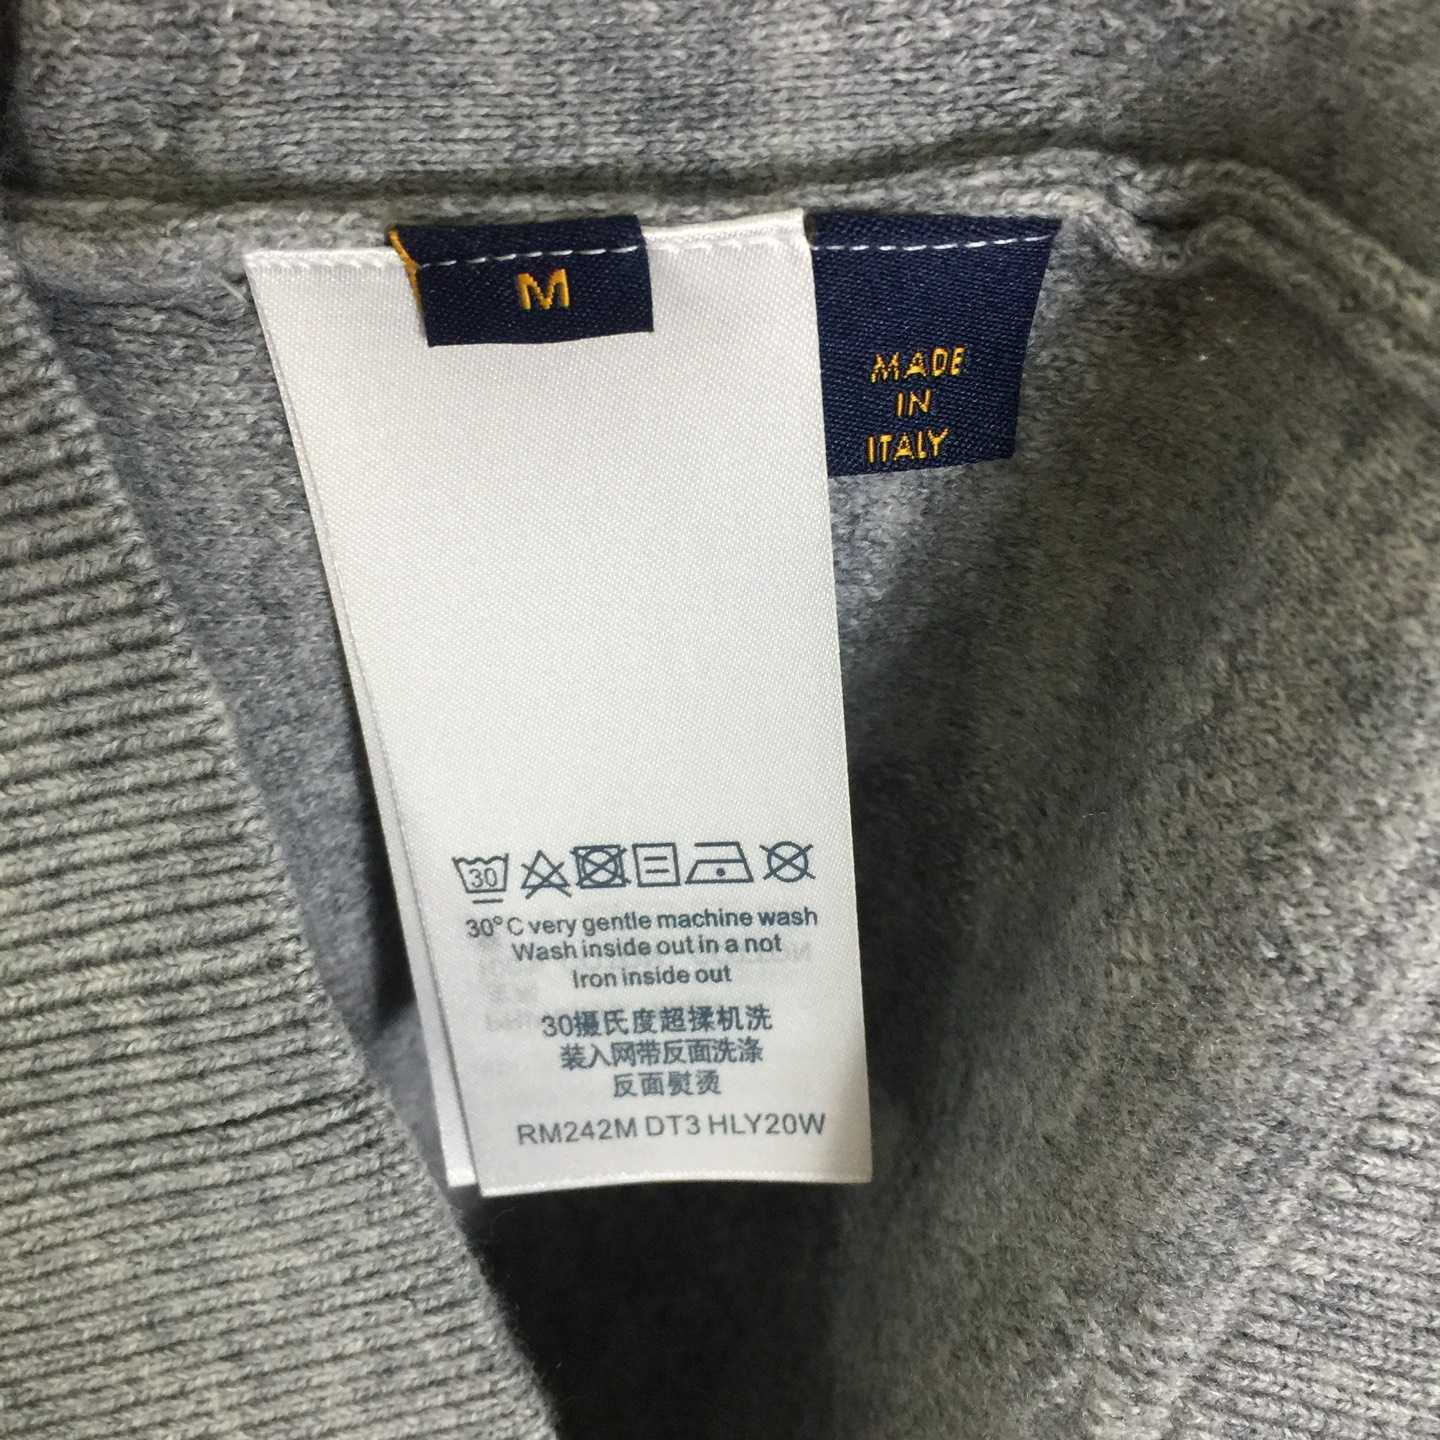 M
MADE
IN
ITALY
30
30°C very gentle machine wash
Wash inside out in a not
Iron inside out
30摄氏度超揉机洗
装入网带反面洗涤
反面熨烫
RM242M DT3 HLY20W